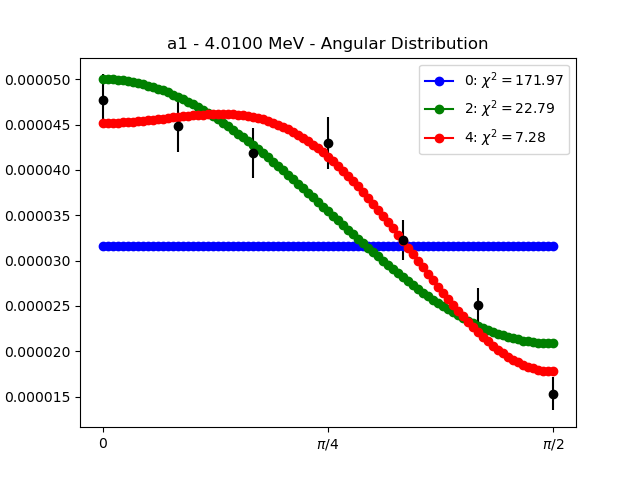 a1 - 4.0100 MeV - Angular Distribution
0.000050
0.000045
0.000040
0.000035
0.000030
0.000025
0.000020
0.000015
0: χ² = 171.97
2: χ² = 22.79
4: χ² = 7.28
0
π/4
π/2